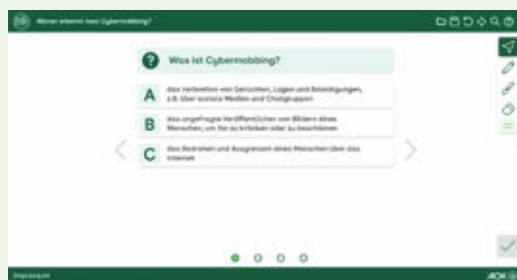 Woran erkennt man Cybermobbing?
Was ist Cybermobbing?
A das Verbreiten von Gerüchten, Lügen und Beleidigungen,
z.B. über soziale Medien und Chatgruppen
B das ungefragte Veröffentlichen von Bildern eines
Menschen, um ihn zu kränken oder zu beschämen
C das Bedrohen und Ausgrenzen eines Menschen über das
Internet
Impressum
AOK